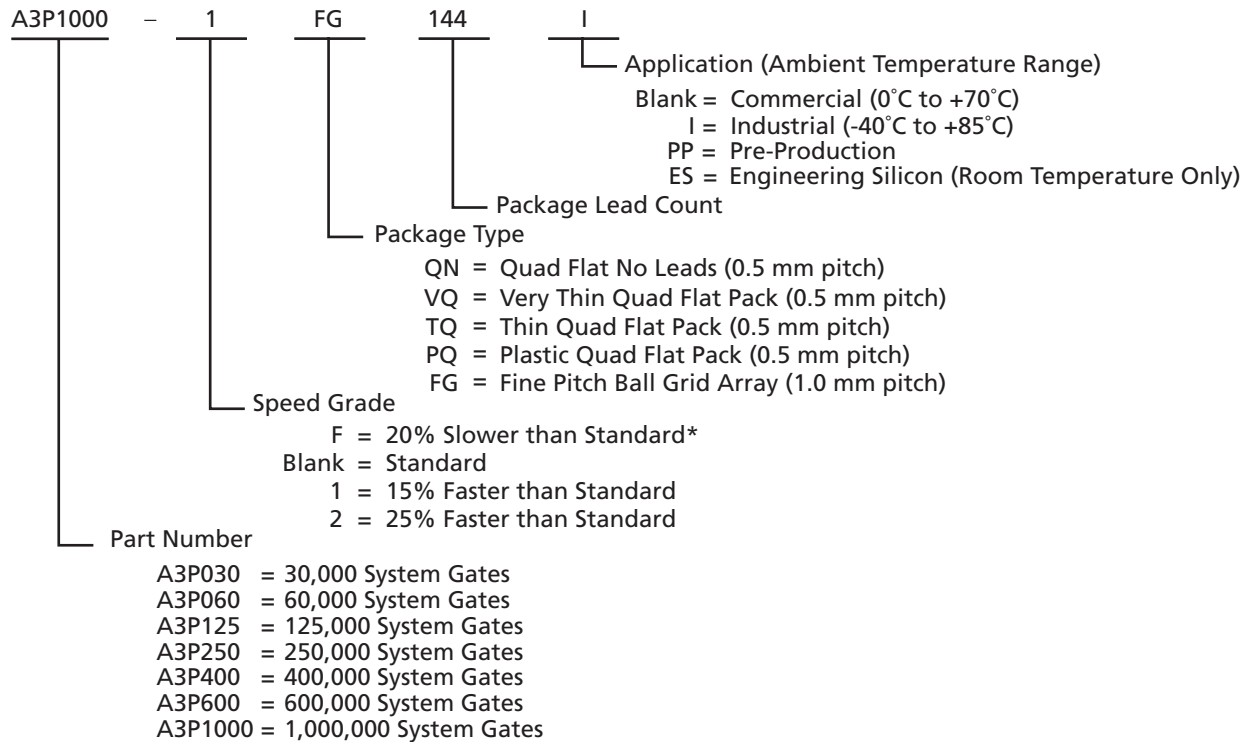 A3P1000 – 1 FG 144 I
Application (Ambient Temperature Range)
Blank = Commercial (0˚C to +70˚C)
I = Industrial (-40˚C to +85˚C)
PP = Pre-Production
ES = Engineering Silicon (Room Temperature Only)
Package Lead Count
Package Type
QN = Quad Flat No Leads (0.5 mm pitch)
VQ = Very Thin Quad Flat Pack (0.5 mm pitch)
TQ = Thin Quad Flat Pack (0.5 mm pitch)
PQ = Plastic Quad Flat Pack (0.5 mm pitch)
FG = Fine Pitch Ball Grid Array (1.0 mm pitch)
Speed Grade
F = 20% Slower than Standard*
Blank = Standard
1 = 15% Faster than Standard
2 = 25% Faster than Standard
Part Number
A3P030 = 30,000 System Gates
A3P060 = 60,000 System Gates
A3P125 = 125,000 System Gates
A3P250 = 250,000 System Gates
A3P400 = 400,000 System Gates
A3P600 = 600,000 System Gates
A3P1000 = 1,000,000 System Gates